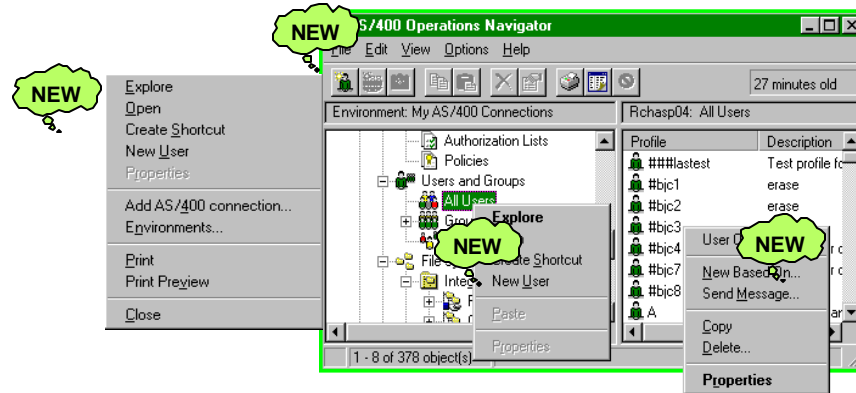 NEW
S/400 Operations Navigator
File Edit View Options Help
27 minutes old
Environment: My AS/400 Connections
Rchasp04: All Users
Authorization Lists
Policies
Users and Groups
All Users
Profile Description
###lastest Test profile fo
#bjc1 erase
#bjc2 erase
#bjc3
#bjc4
#bjc7
#bjc8
A
1 - 8 of 378 object(s)
NEW
Explore
Open
Create Shortcut
New User
Properties
Add AS/400 connection...
Environments...
Print
Print Preview
Close
Explore
NEW
Create Shortcut
New User
Paste
Properties
User
NEW
New Based On...
Send Message...
Copy
Delete...
Properties